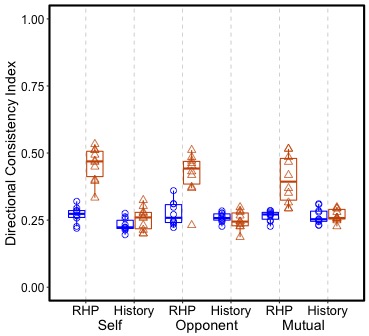 Directional Consistency Index
1.00
0.75
0.50
0.25
0.00
RHP History RHP History RHP History
Self Opponent Mutual